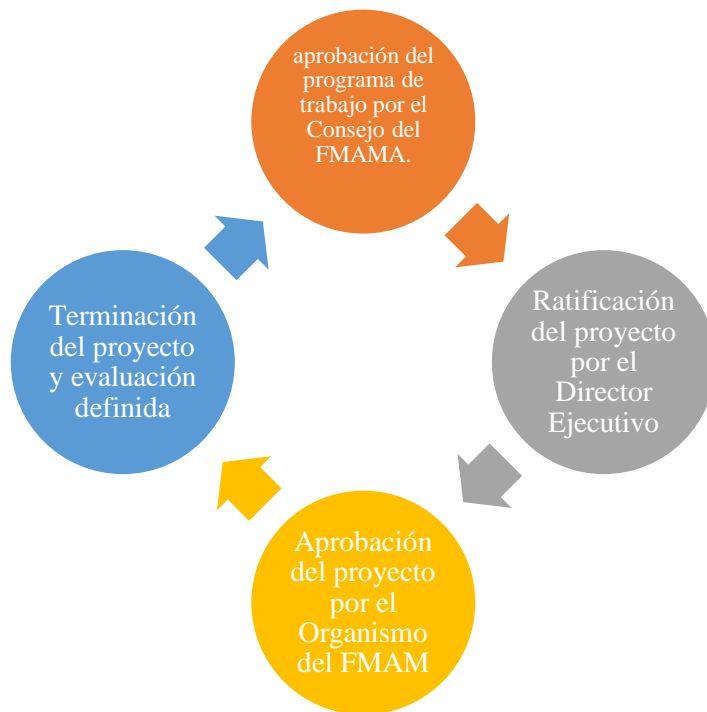 aprobación del
programa de
trabajo por el
Consejo del
FMAMA.
Ratificación
del proyecto
por el
Director
Ejecutivo
Aprobación
del proyecto
por el
Organismo
del FMAM
Terminación
del proyecto
y evaluación
definida